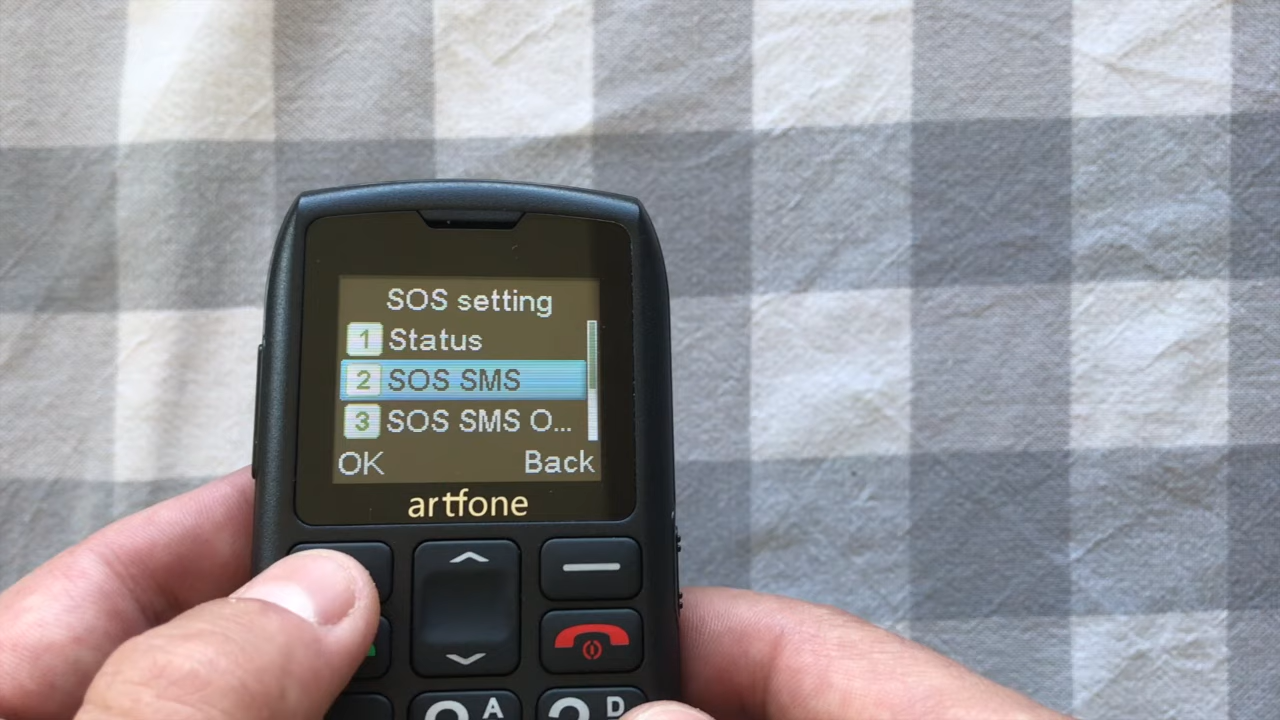 SOS setting
1 Status
2 SOS SMS
3 SOS SMS O...
OK Back
artfone
A D